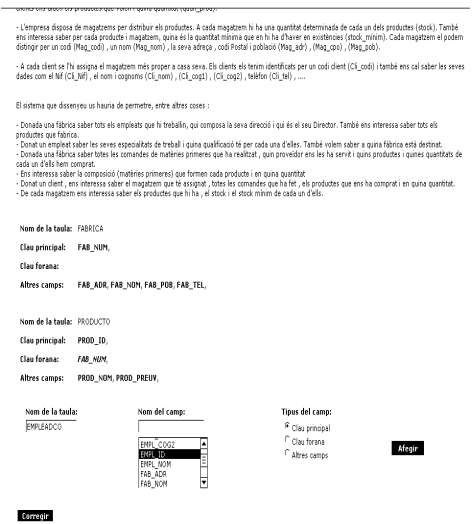 - L'empresa disposa de magatzems per distribuir els productes. A cada magatzem hi ha una quantitat determinada de cada un dels productes (stock). També
ens interessa saber per cada producte i magatzem, quina és la quantitat mínima que en hi ha d'haver en existències (stock_mínim). Cada magatzem el podem
distingir per un codi (Mag_codi) , un nom (Mag_nom) , la seva adreça , codi Postal i població (Mag_adr) , (Mag_cpo) , (Mag_pob).
- A cada client se l'hi assigna el magatzem més proper a casa seva. Els clients els tenim identificats per un codi client (Cli_codi) i també ens cal saber les seves
dades com el Nif (Cli_Nif) , el nom i cognoms (Cli_nom) , (Cli_cog1) , (Cli_cog2) , telèfon (Cli_tel) , ....
El sistema que dissenyeu us hauria de permetre, entre altres coses :
- Donada una fàbrica saber tots els empleats que hi treballin, qui composa la seva direcció i qui és el seu Director. També ens interessa saber tots els
productes que fabrica.
- Donat un empleat saber les seves especialitats de treball i quina qualificació té per cada una d'elles. També volem saber a quina fàbrica està destinat.
- Donada una fàbrica saber totes les comandes de matèries primeres que ha realitzat , quin proveïdor ens les ha servit i quins productes i quines quantitats de
cada un d'ells hem comprat.
- Ens interessa saber la composició (matèries primeres) que formen cada producte i en quina quantitat
- Donat un client , ens interessa saber el magatzem que té assignat , totes les comandes que ha fet , els productes que ens ha comprat i en quina quantitat.
- De cada magatzem ens interessa saber els productes que hi ha , el stock i el stock mínim de cada un d'ells.
Nom de la taula: FABRICA
Clau principal: FAB_NUM,
Clau forana:
Altres camps: FAB_ADR, FAB_NOM, FAB_POB, FAB_TEL,
Nom de la taula: PRODUCTO
Clau principal: PROD_ID,
Clau forana: FAB_NUM,
Altres camps: PROD_NOM, PROD_PREUV,
Nom de la taula: Nom del camp: Tipus del camp:
EMPLEADCO
Clau principal
EMPL_COG2
Clau forana
EMPL_ID
Afegir
EMPL_NOM
Altres camps
FAB_ADR
FAB_NOM
Corregir